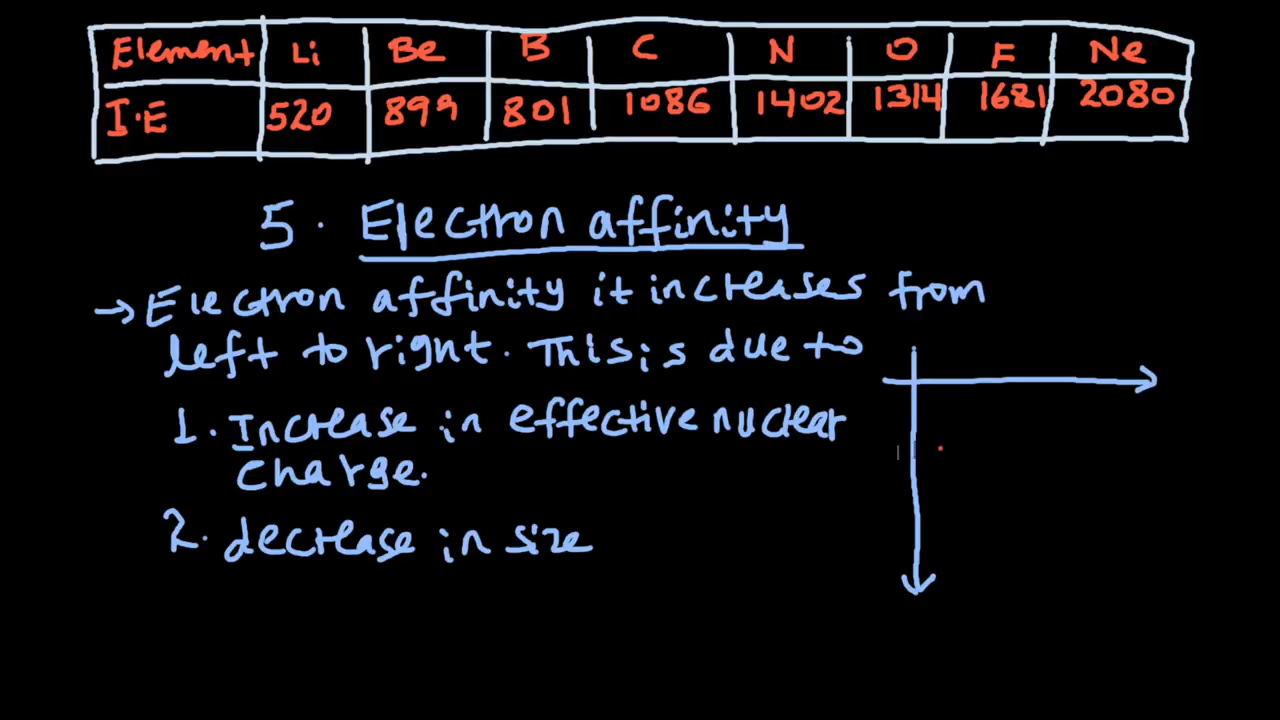 Element Li Be B C N O F Ne
I.E 520 899 801 1086 1402 1314 1681 2080
5. Electron affinity
→ Electron affinity it increases from
left to right. This is due to
1. Increase in effective nuclear
charge.
2. decrease in size